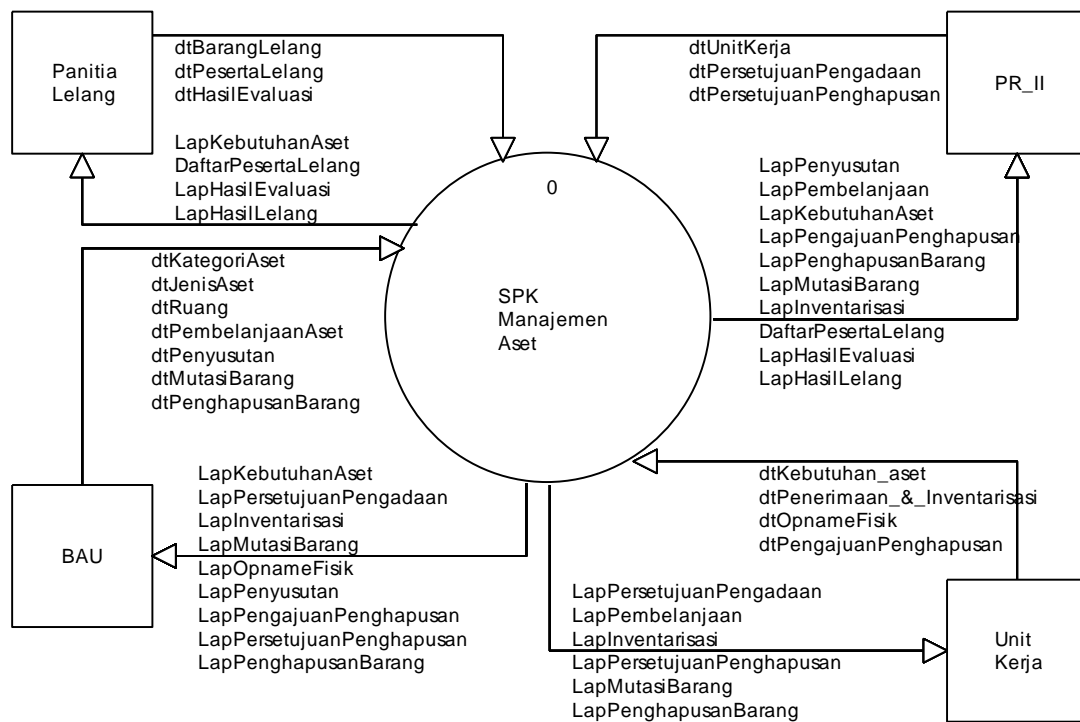 Panitia
Lelang
dtBarangLelang
dtPesertaLelang
dtHasilEvaluasi
LapKebutuhanAset
DaftarPesertaLelang
LapHasilEvaluasi
LapHasilLelang
dtUnitKerja
dtPersetujuanPengadaan
dtPersetujuanPenghapusan
PR_II
LapPenyusutan
LapPembelanjaan
LapKebutuhanAset
LapPengajuanPenghapusan
LapPenghapusanBarang
LapMutasiBarang
LapInventarisasi
DaftarPesertaLelang
LapHasilEvaluasi
LapHasilLelang
0
SPK
Manajemen
Aset
dtKategoriAset
dtJenisAset
dtRuang
dtPembelanjaanAset
dtPenyusutan
dtMutasiBarang
dtPenghapusanBarang
BAU
LapKebutuhanAset
LapPersetujuanPengadaan
LapInventarisasi
LapMutasiBarang
LapOpnameFisik
LapPenyusutan
LapPengajuanPenghapusan
LapPersetujuanPenghapusan
LapPenghapusanBarang
dtKebutuhan_aset
dtPenerimaan_&_Inventarisasi
dtOpnameFisik
dtPengajuanPenghapusan
LapPersetujuanPengadaan
LapPembelanjaan
LapInventarisasi
LapPersetujuanPenghapusan
LapMutasiBarang
LapPenghapusanBarang
Unit
Kerja